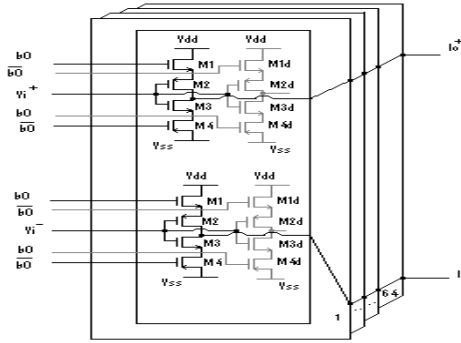 Vdd Vdd
b0 M1 M1d
b0
M2 M2d
Vi+
M3 M3d
b0
b0 M4 M4d
Vss Vss
Io+
Vdd Vdd
b0 M1 M1d
b0
M2 M2d
Vi-
M3 M3d
b0
b0 M4 M4d
Vss Vss
I
64
1